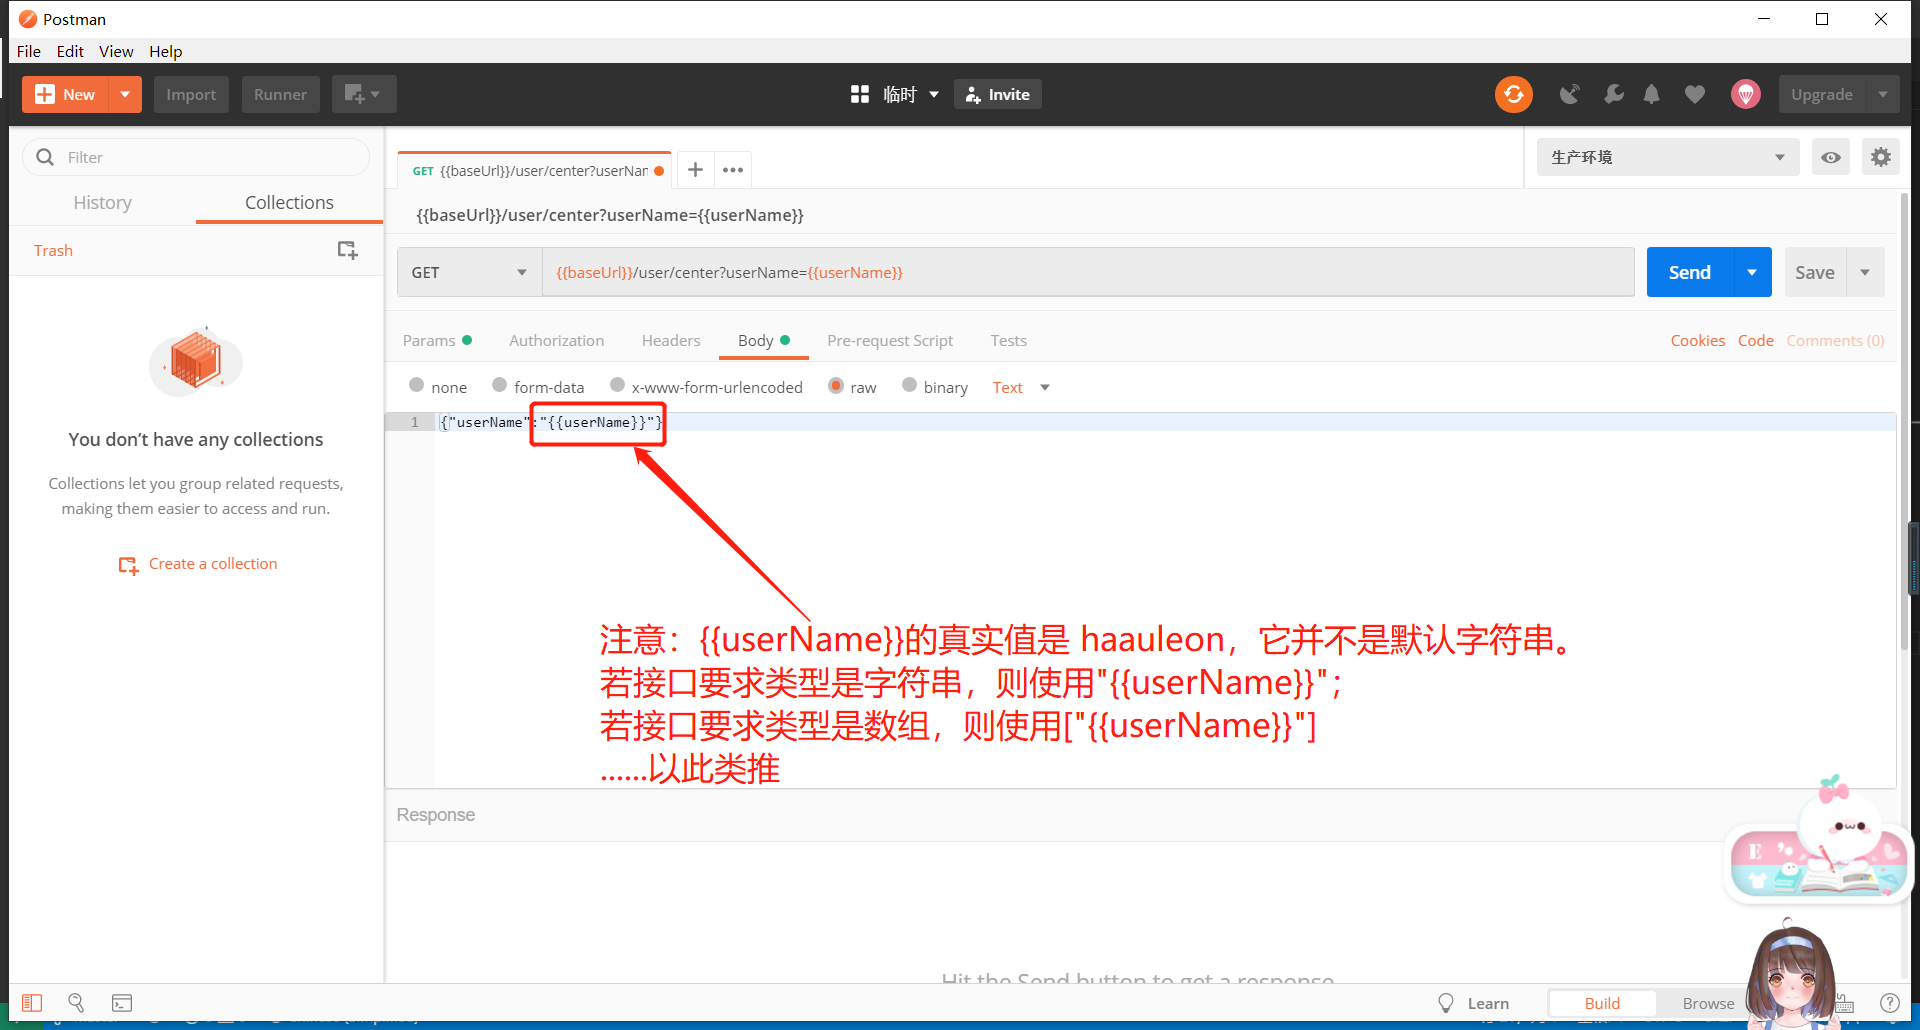 Postman
File Edit View Help
New Import Runner 临时 Invite Upgrade
Filter
History Collections
Trash
You don’t have any collections
Collections let you group related requests,
making them easier to access and run.
Create a collection
GET {{baseUrl}}/user/center?userNar
生产环境
{{baseUrl}}/user/center?userName={{userName}}
GET {{baseUrl}}/user/center?userName={{userName}} Send Save
Params Authorization Headers Body Pre-request Script Tests Cookies Code Comments (0)
none form-data x-www-form-urlencoded raw binary Text
1 {"userName":"{{userName}}"}
注意：{{userName}}的真实值是 haauleon，它并不是默认字符串。
若接口要求类型是字符串，则使用"{{userName}}"；
若接口要求类型是数组，则使用["{{userName}}"]
......以此类推
Response
E
Hit the Send button to get a response
Learn Build Browse